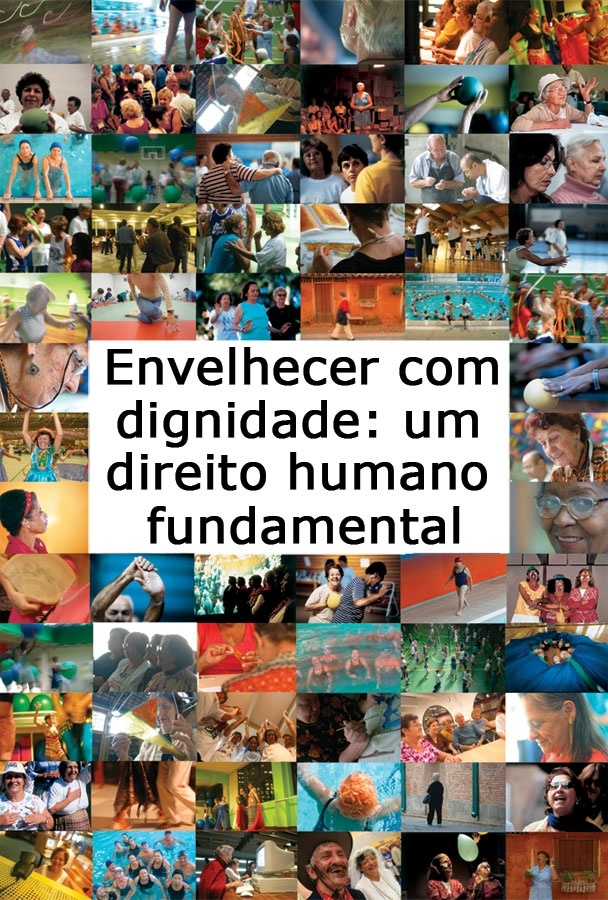 Envelhecer com
dignidade: um
direito humano
fundamental